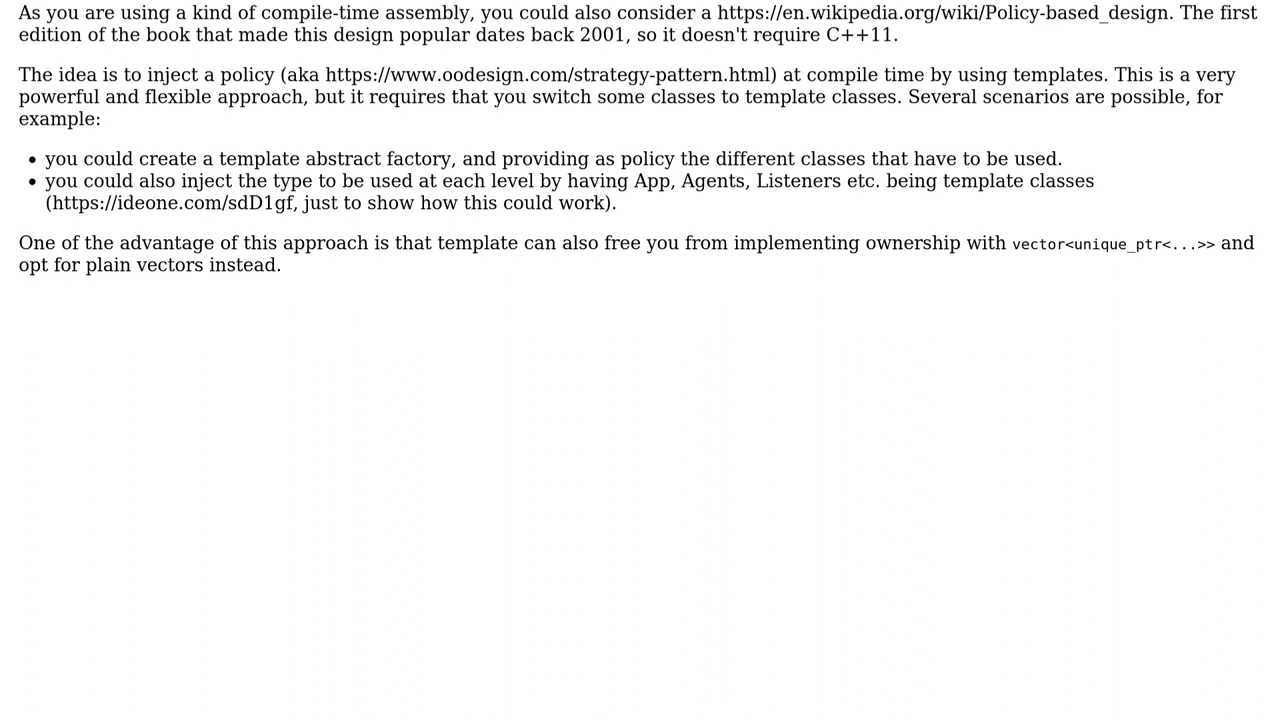 As you are using a kind of compile-time assembly, you could also consider a https://en.wikipedia.org/wiki/Policy-based_design. The first
edition of the book that made this design popular dates back 2001, so it doesn't require C++11.
The idea is to inject a policy (aka https://www.oodesign.com/strategy-pattern.html) at compile time by using templates. This is a very
powerful and flexible approach, but it requires that you switch some classes to template classes. Several scenarios are possible, for
example:
• you could create a template abstract factory, and providing as policy the different classes that have to be used.
• you could also inject the type to be used at each level by having App, Agents, Listeners etc. being template classes
(https://ideone.com/sdD1gf, just to show how this could work).
One of the advantage of this approach is that template can also free you from implementing ownership with vector<unique_ptr<...>> and
opt for plain vectors instead.